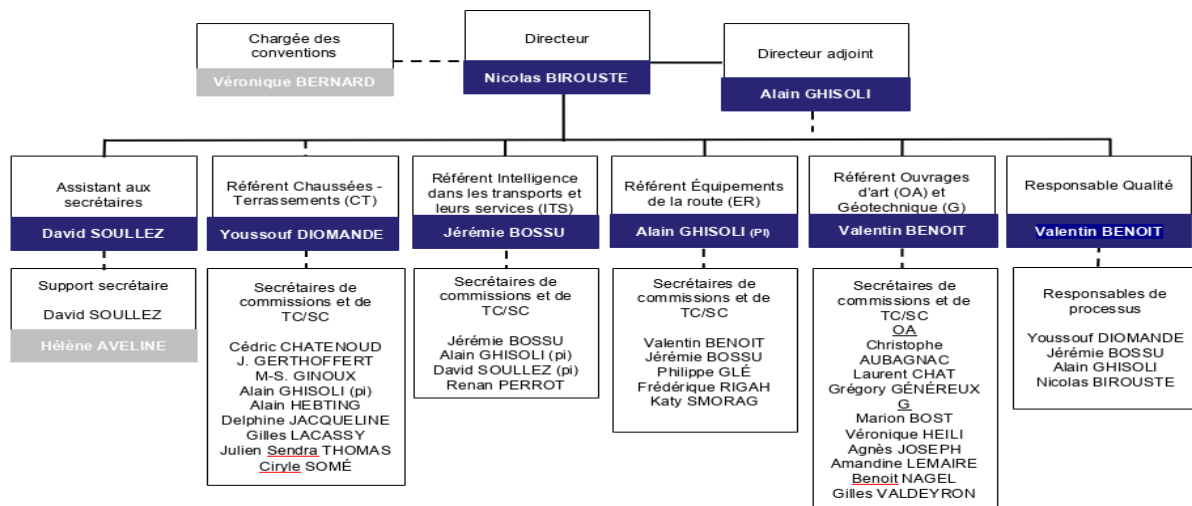 Chargée des
conventions
Véronique BERNARD
Directeur
Nicolas BIROUSTE
Directeur adjoint
Alain GHISOLI
Assistant aux
secrétaires
David SOULLEZ
Référent Chaussées -
Terrassements (CT)
Youssouf DIOMANDE
Référent Intelligence
dans les transports et
leurs services (ITS)
Jérémie BOSSU
Référent Équipements
de la route (ER)
Alain GHISOLI (PI)
Référent Ouvrages
d'art (OA) et
Géotechnique (G)
Valentin BENOIT
Responsable Qualité
Valentin BENOIT
Support secrétaire
David SOULLEZ
Hélène AVELINE
Secrétaires de
commissions et de
TC/SC
Cédric CHATENOUD
J. GERTHOFFERT
M-S. GINOUX
Alain GHISOLI (pi)
Alain HEBTING
Delphine JACQUELINE
Gilles LACASSY
Julien Sendra THOMAS
Ciryle SOMÉ
Secrétaires de
commissions et de
TC/SC
Jérémie BOSSU
Alain GHISOLI (pi)
David SOULLEZ (pi)
Renan PERROT
Secrétaires de
commissions et de
TC/SC
Valentin BENOIT
Jérémie BOSSU
Philippe GLÉ
Frédérique RIGAH
Katy SMORAG
Secrétaires de
commissions et de
TC/SC
OA
Christophe
AUBAGNAC
Laurent CHAT
Grégory GÉNÉREUX
G
Marion BOST
Véronique HEILI
Agnès JOSEPH
Amandine LEMAIRE
Benoit NAGEL
Gilles VALDEYRON
Responsables de
processus
Youssouf DIOMANDE
Jérémie BOSSU
Alain GHISOLI
Nicolas BIROUSTE